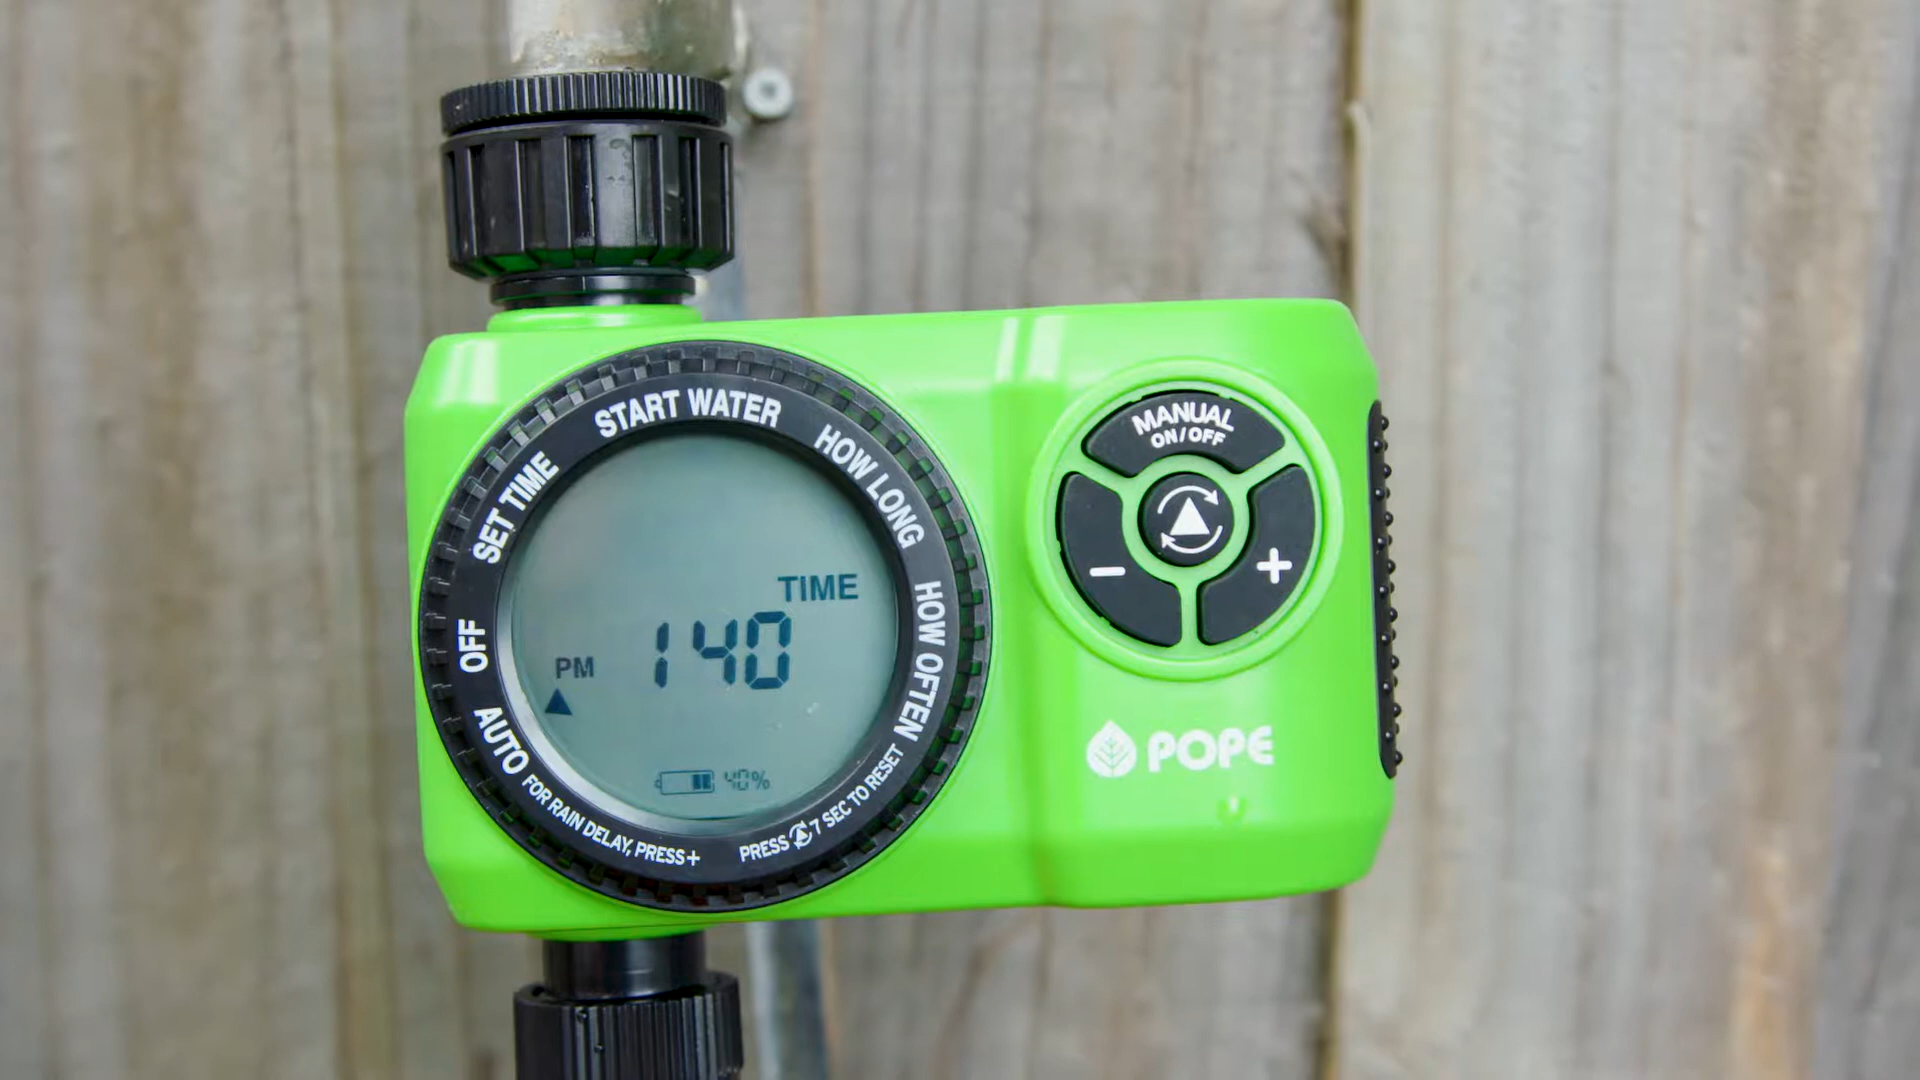 START WATER
HOW LONG
HOW OFTEN
SET TIME
OFF
AUTO
FOR RAIN DELAY, PRESS+
PRESS 7 SEC TO RESET
TIME
PM 140
40%
MANUAL
ON/OFF
- +
POPE